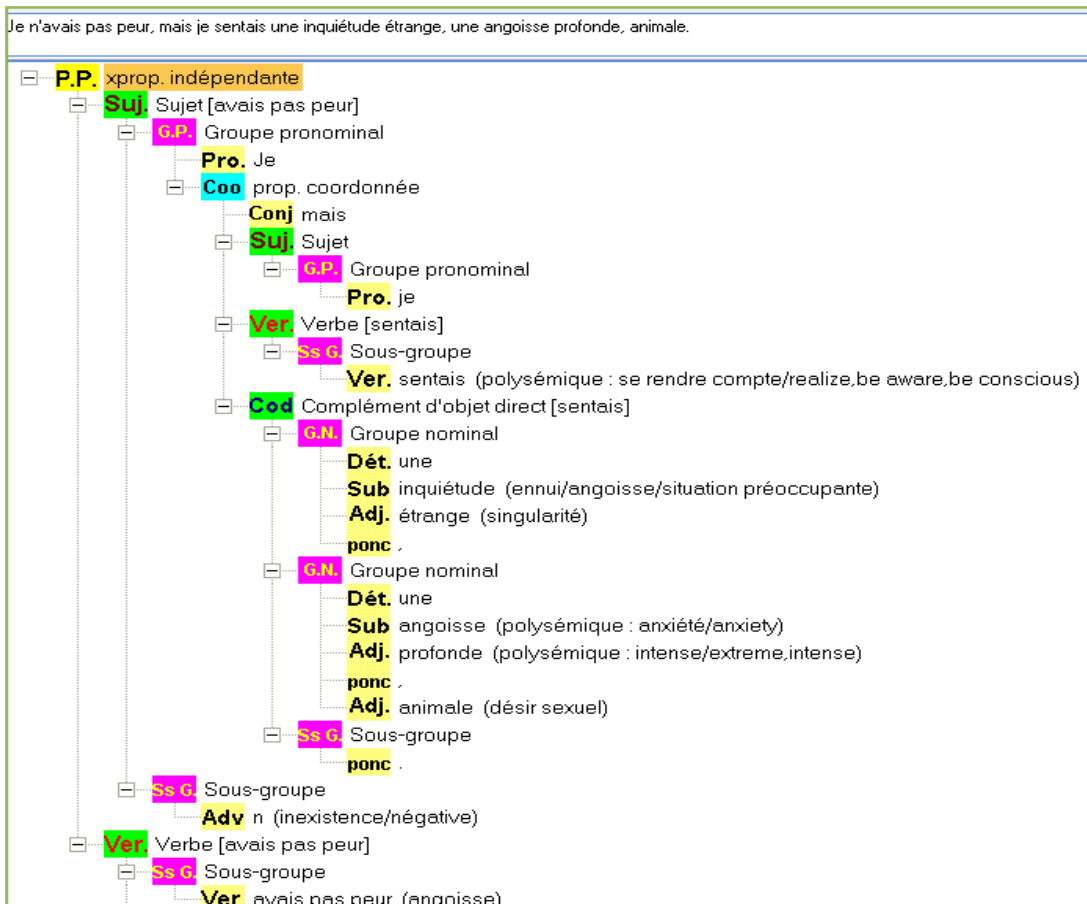 Je n'avais pas peur, mais je sentais une inquiétude étrange, une angoisse profonde, animale.
P.P. xprop. indépendante
Suj. Sujet [avais pas peur]
G.P. Groupe pronominal
Pro. Je
Coo prop. coordonnée
Conj mais
Suj. Sujet
G.P. Groupe pronominal
Pro. je
Ver. Verbe [sentais]
Ss G. Sous-groupe
Ver. sentais (polysémique : se rendre compte/realize,be aware,be conscious)
Cod Complément d'objet direct [sentais]
G.N. Groupe nominal
Dét. une
Sub inquiétude (ennui/angoisse/situation préoccupante)
Adj. étrange (singularité)
ponc ,
G.N. Groupe nominal
Dét. une
Sub angoisse (polysémique : anxiété/anxiety)
Adj. profonde (polysémique : intense/extreme,intense)
ponc ,
Adj. animale (désir sexuel)
Ss G. Sous-groupe
ponc .
Ss G. Sous-groupe
Adv n (inexistence/négative)
Ver. Verbe [avais pas peur]
Ss G. Sous-groupe
Ver avais pas peur (angoisse)